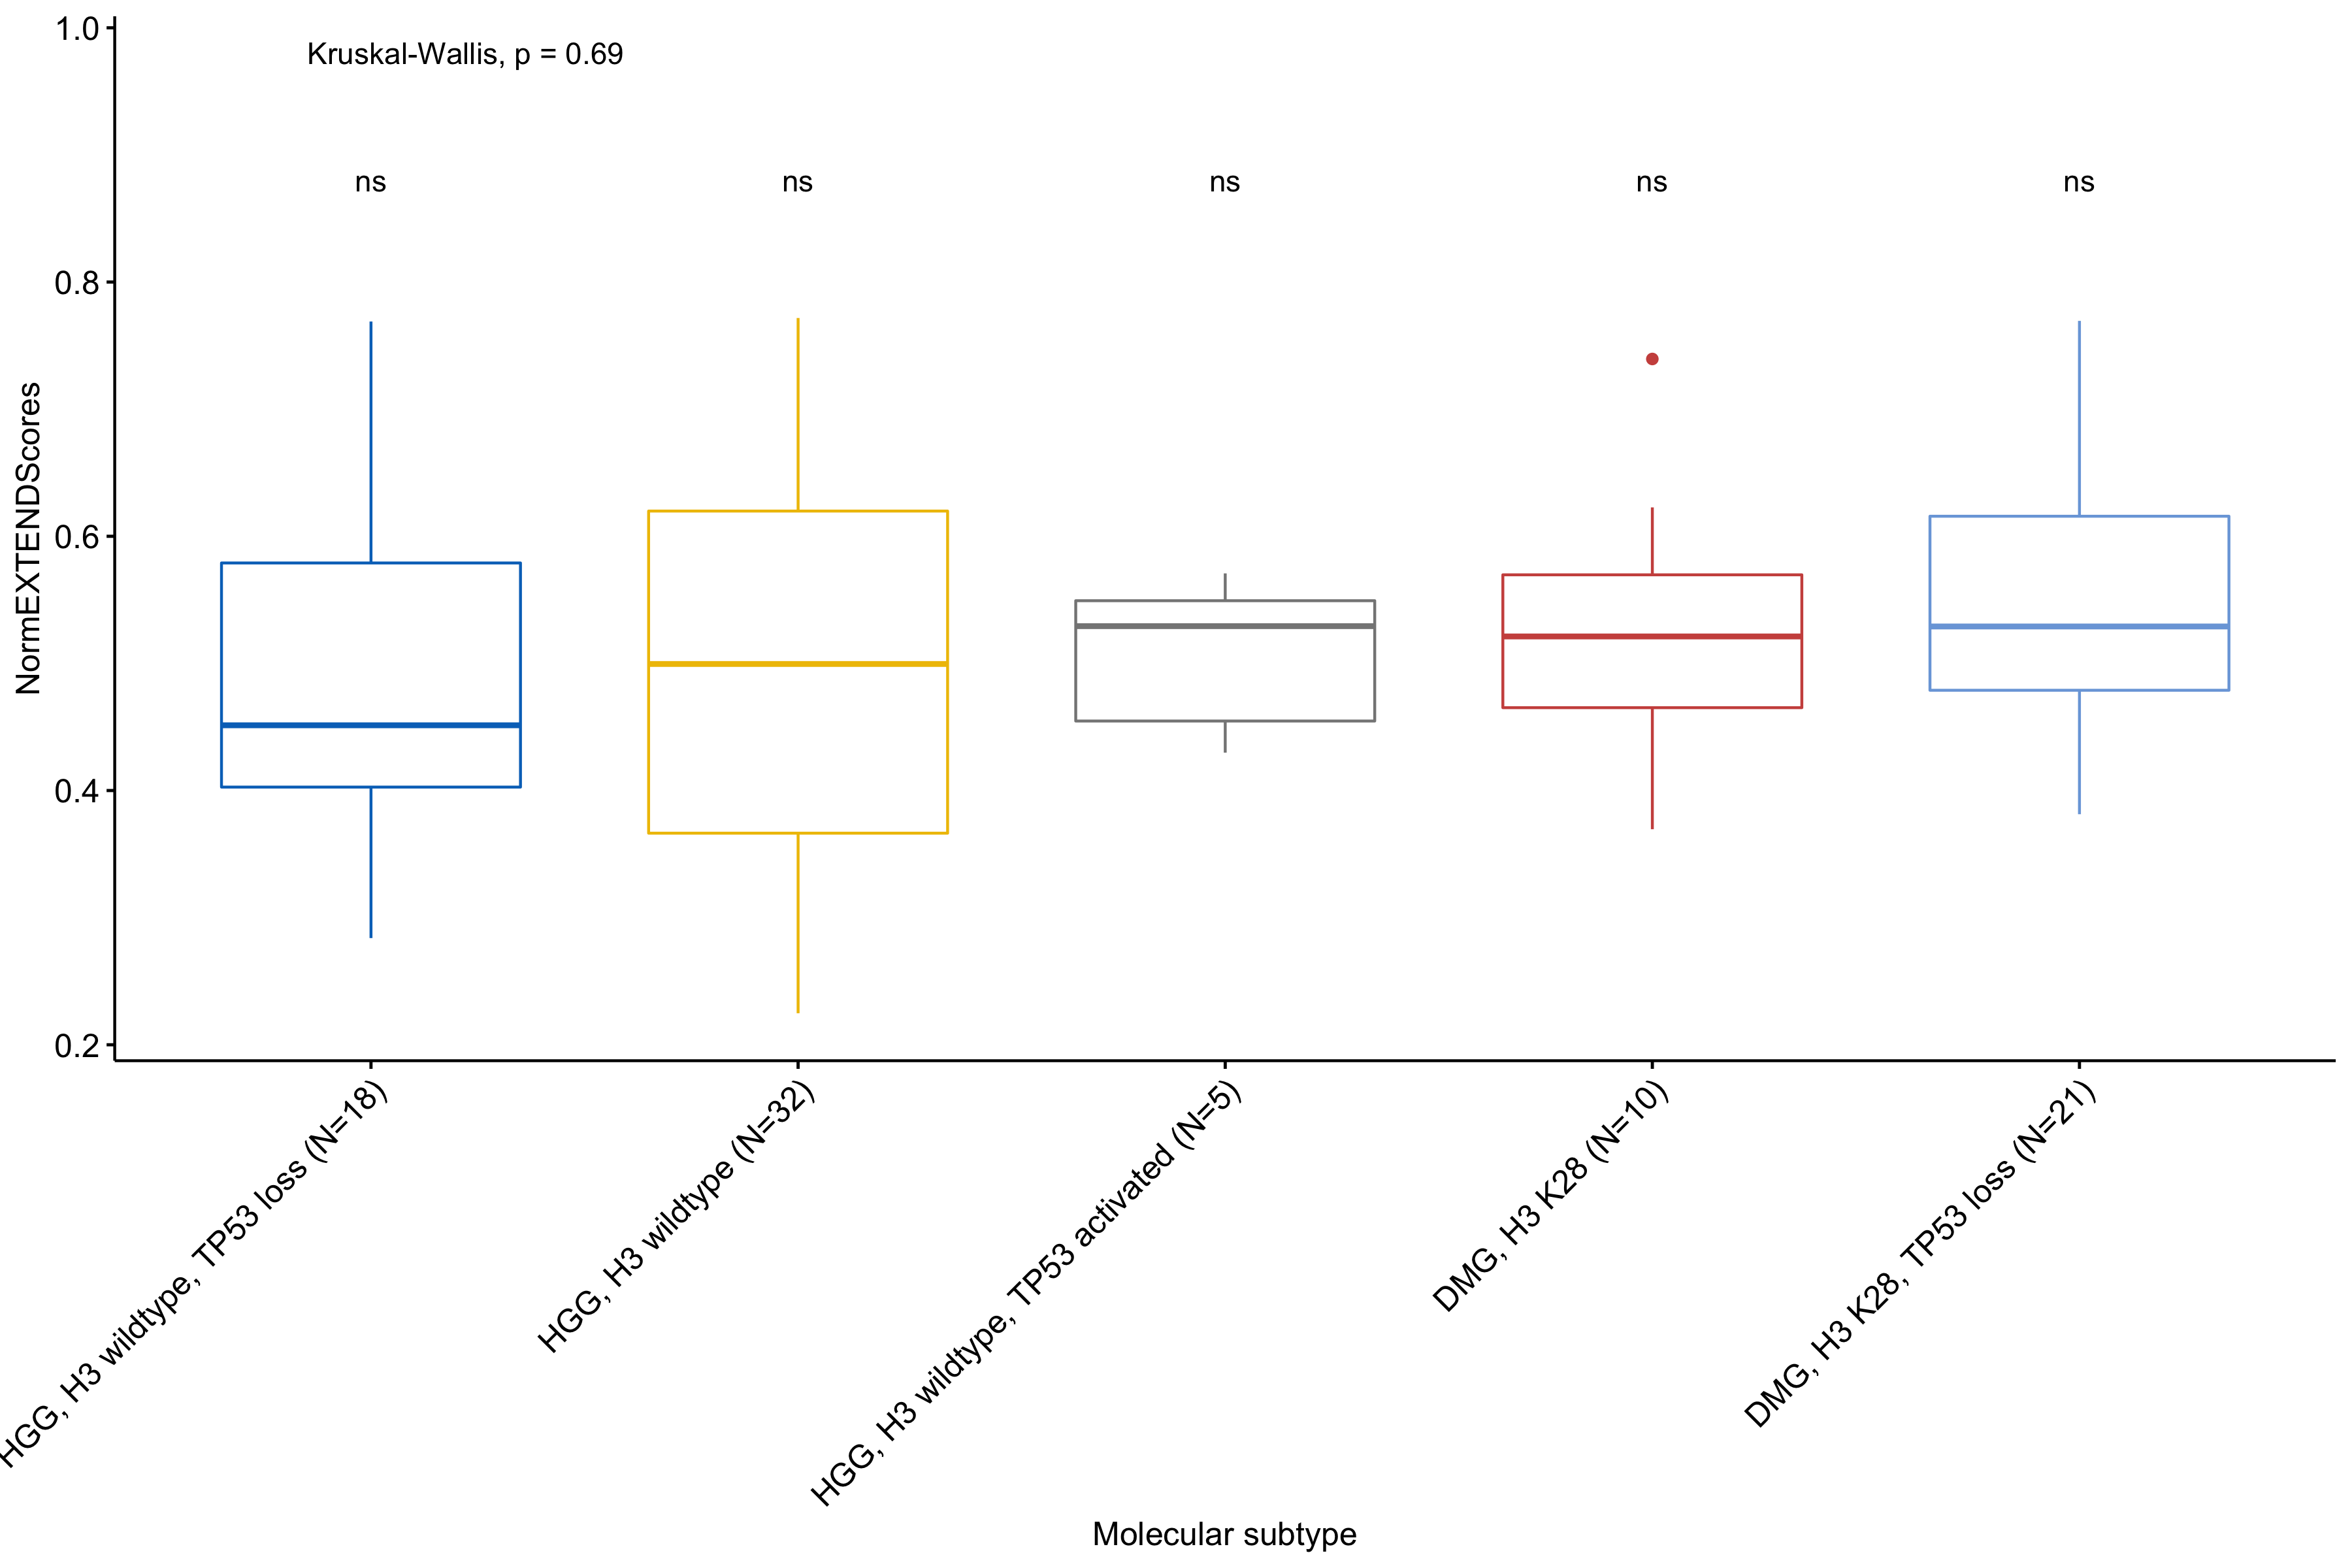 Kruskal-Wallis, p = 0.69
ns ns ns ns ns
NormEXTENDScores
1.0
0.8
0.6
0.4
0.2
HGG, H3 wildtype, TP53 loss (N=18)
HGG, H3 wildtype (N=32)
HGG, H3 wildtype, TP53 activated (N=5)
DMG, H3 K28 (N=10)
DMG, H3 K28, TP53 loss (N=21)
Molecular subtype